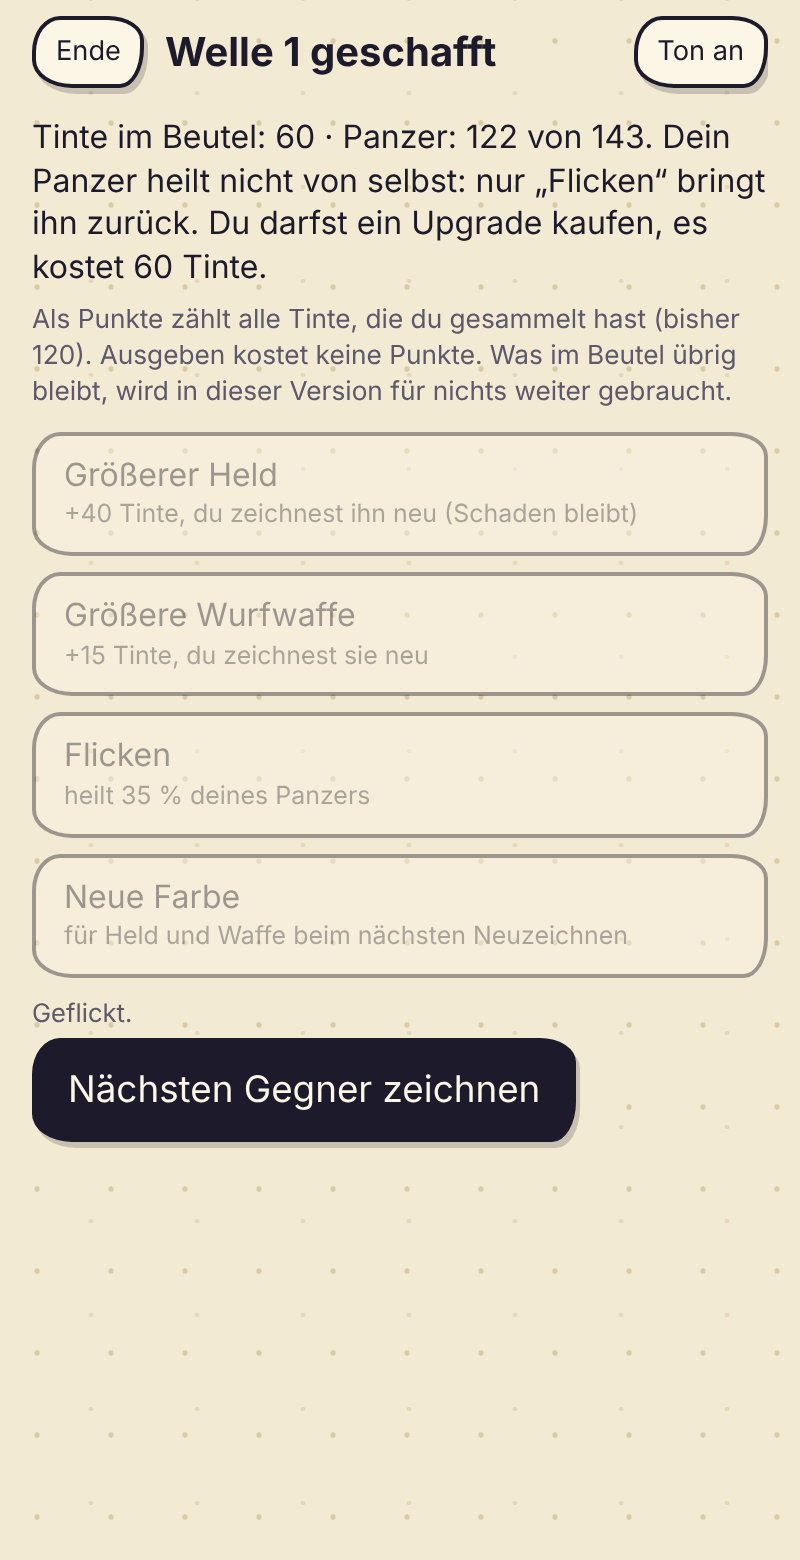 Ende
Welle 1 geschafft
Ton an
Tinte im Beutel: 60 · Panzer: 122 von 143. Dein
Panzer heilt nicht von selbst: nur „Flicken“ bringt
ihn zurück. Du darfst ein Upgrade kaufen, es
kostet 60 Tinte.
Als Punkte zählt alle Tinte, die du gesammelt hast (bisher
120). Ausgeben kostet keine Punkte. Was im Beutel übrig
bleibt, wird in dieser Version für nichts weiter gebraucht.
Größerer Held
+40 Tinte, du zeichnest ihn neu (Schaden bleibt)
Größere Wurfwaffe
+15 Tinte, du zeichnest sie neu
Flicken
heilt 35 % deines Panzers
Neue Farbe
für Held und Waffe beim nächsten Neuzeichnen
Geflickt.
Nächsten Gegner zeichnen